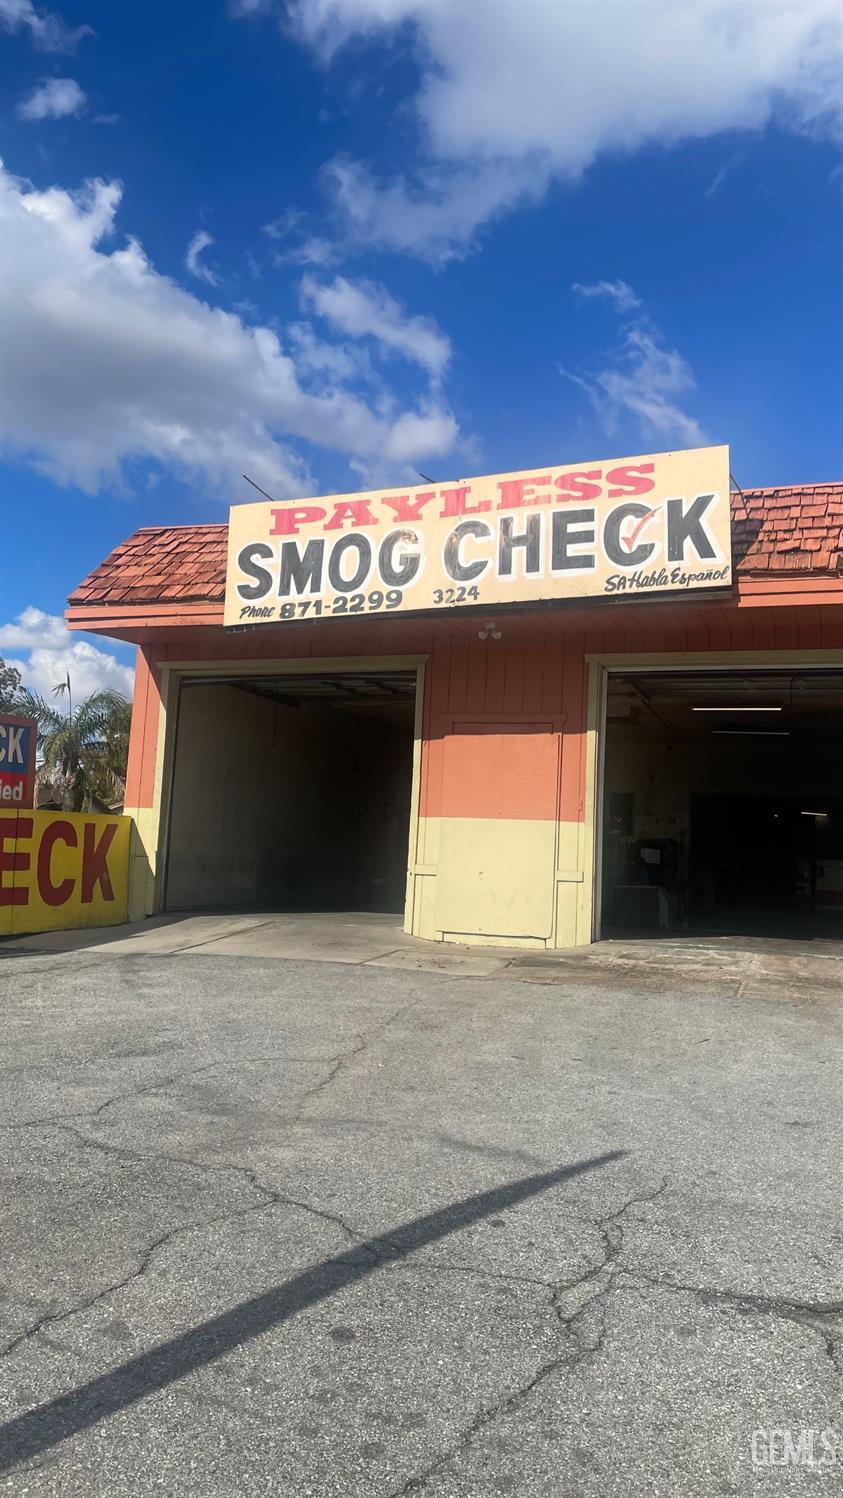 PAYLESS
SMOG CHECK
Phone 871-2299 3224 SA Habla Español
CK
ied
ECK
GEMLS